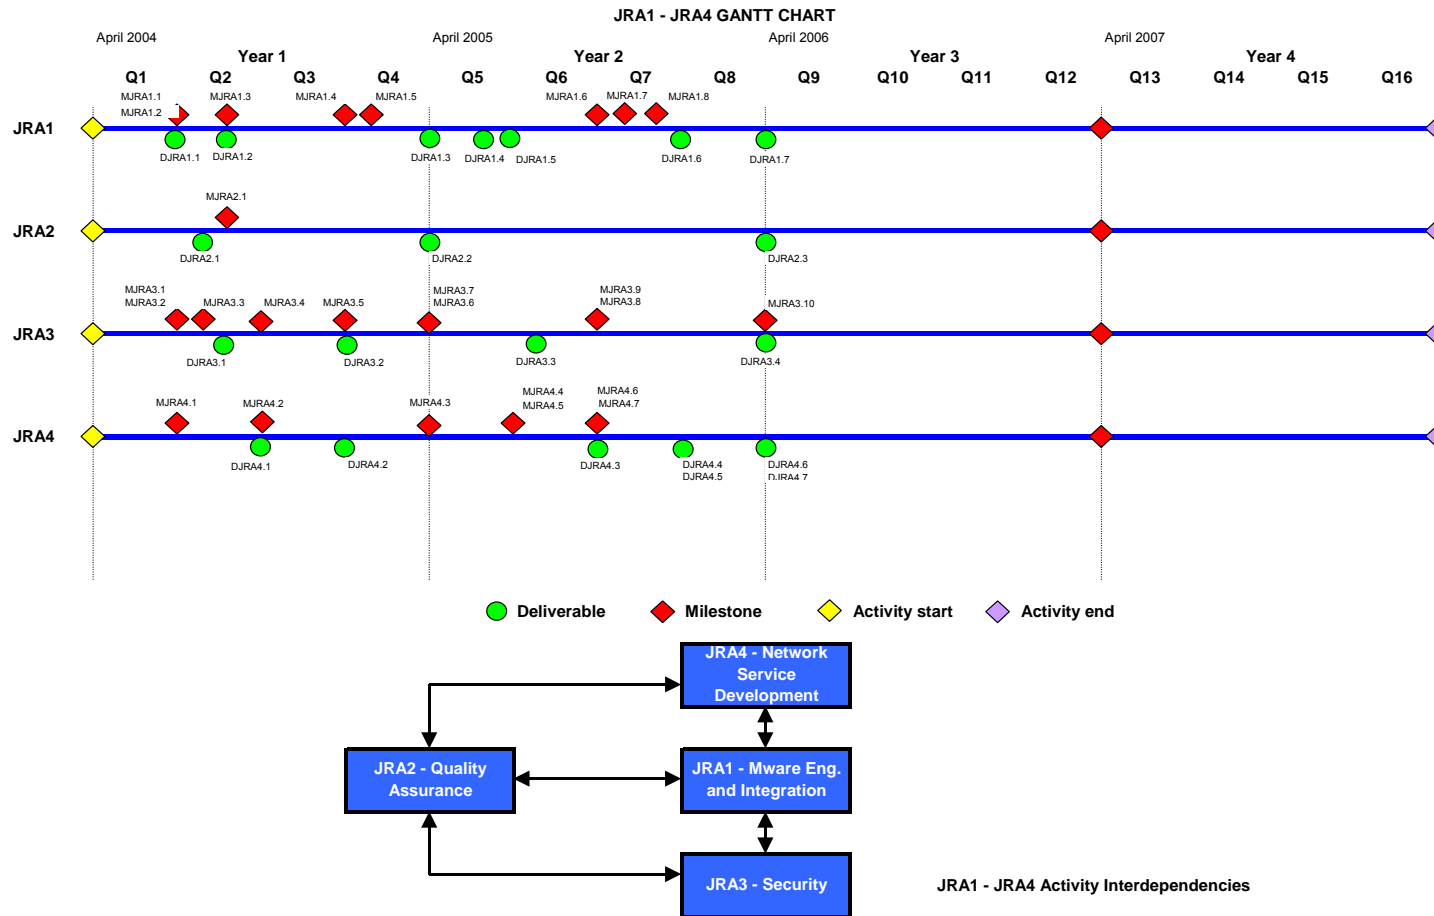 JRA1 - JRA4 GANTT CHART
April 2004 April 2005 April 2006 April 2007
Year 1 Year 2 Year 3 Year 4
Q1 Q2 Q3 Q4 Q5 Q6 Q7 Q8 Q9 Q10 Q11 Q12 Q13 Q14 Q15 Q16
MJRA1.1 MJRA1.3 MJRA1.4 MJRA1.5 MJRA1.6 MJRA1.7 MJRA1.8
MJRA1.2
JRA1
DJRA1.1 DJRA1.2 DJRA1.3 DJRA1.4 DJRA1.5 DJRA1.6 DJRA1.7
MJRA2.1
JRA2
DJRA2.1 DJRA2.2 DJRA2.3
MJRA3.1 MJRA3.7 MJRA3.9
MJRA3.2 MJRA3.3 MJRA3.4 MJRA3.5 MJRA3.6 MJRA3.8 MJRA3.10
JRA3
DJRA3.1 DJRA3.2 DJRA3.3 DJRA3.4
MJRA4.4 MJRA4.6
MJRA4.1 MJRA4.2 MJRA4.3 MJRA4.5 MJRA4.7
JRA4
DJRA4.1 DJRA4.2 DJRA4.3 DJRA4.4 DJRA4.6
DJRA4.5 DJRA4.7
Deliverable Milestone Activity start Activity end
JRA4 - Network
Service
Development
JRA2 - Quality
Assurance
JRA1 - Mware Eng.
and Integration
JRA3 - Security
JRA1 - JRA4 Activity Interdependencies